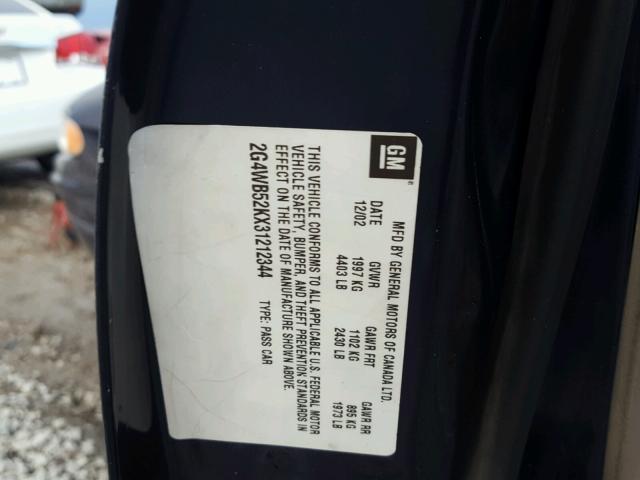 GM
MFD BY GENERAL MOTORS OF CANADA LTD.
DATE GVWR GAWR FRT GAWR RR
12/02 1997 KG 1102 KG 895 KG
4403 LB 2430 LB 1973 LB
THIS VEHICLE CONFORMS TO ALL APPLICABLE U.S. FEDERAL MOTOR
VEHICLE SAFETY, BUMPER, AND THEFT PREVENTION STANDARDS IN
EFFECT ON THE DATE OF MANUFACTURE SHOWN ABOVE.
2G4WB52KX31212344 TYPE: PASS CAR